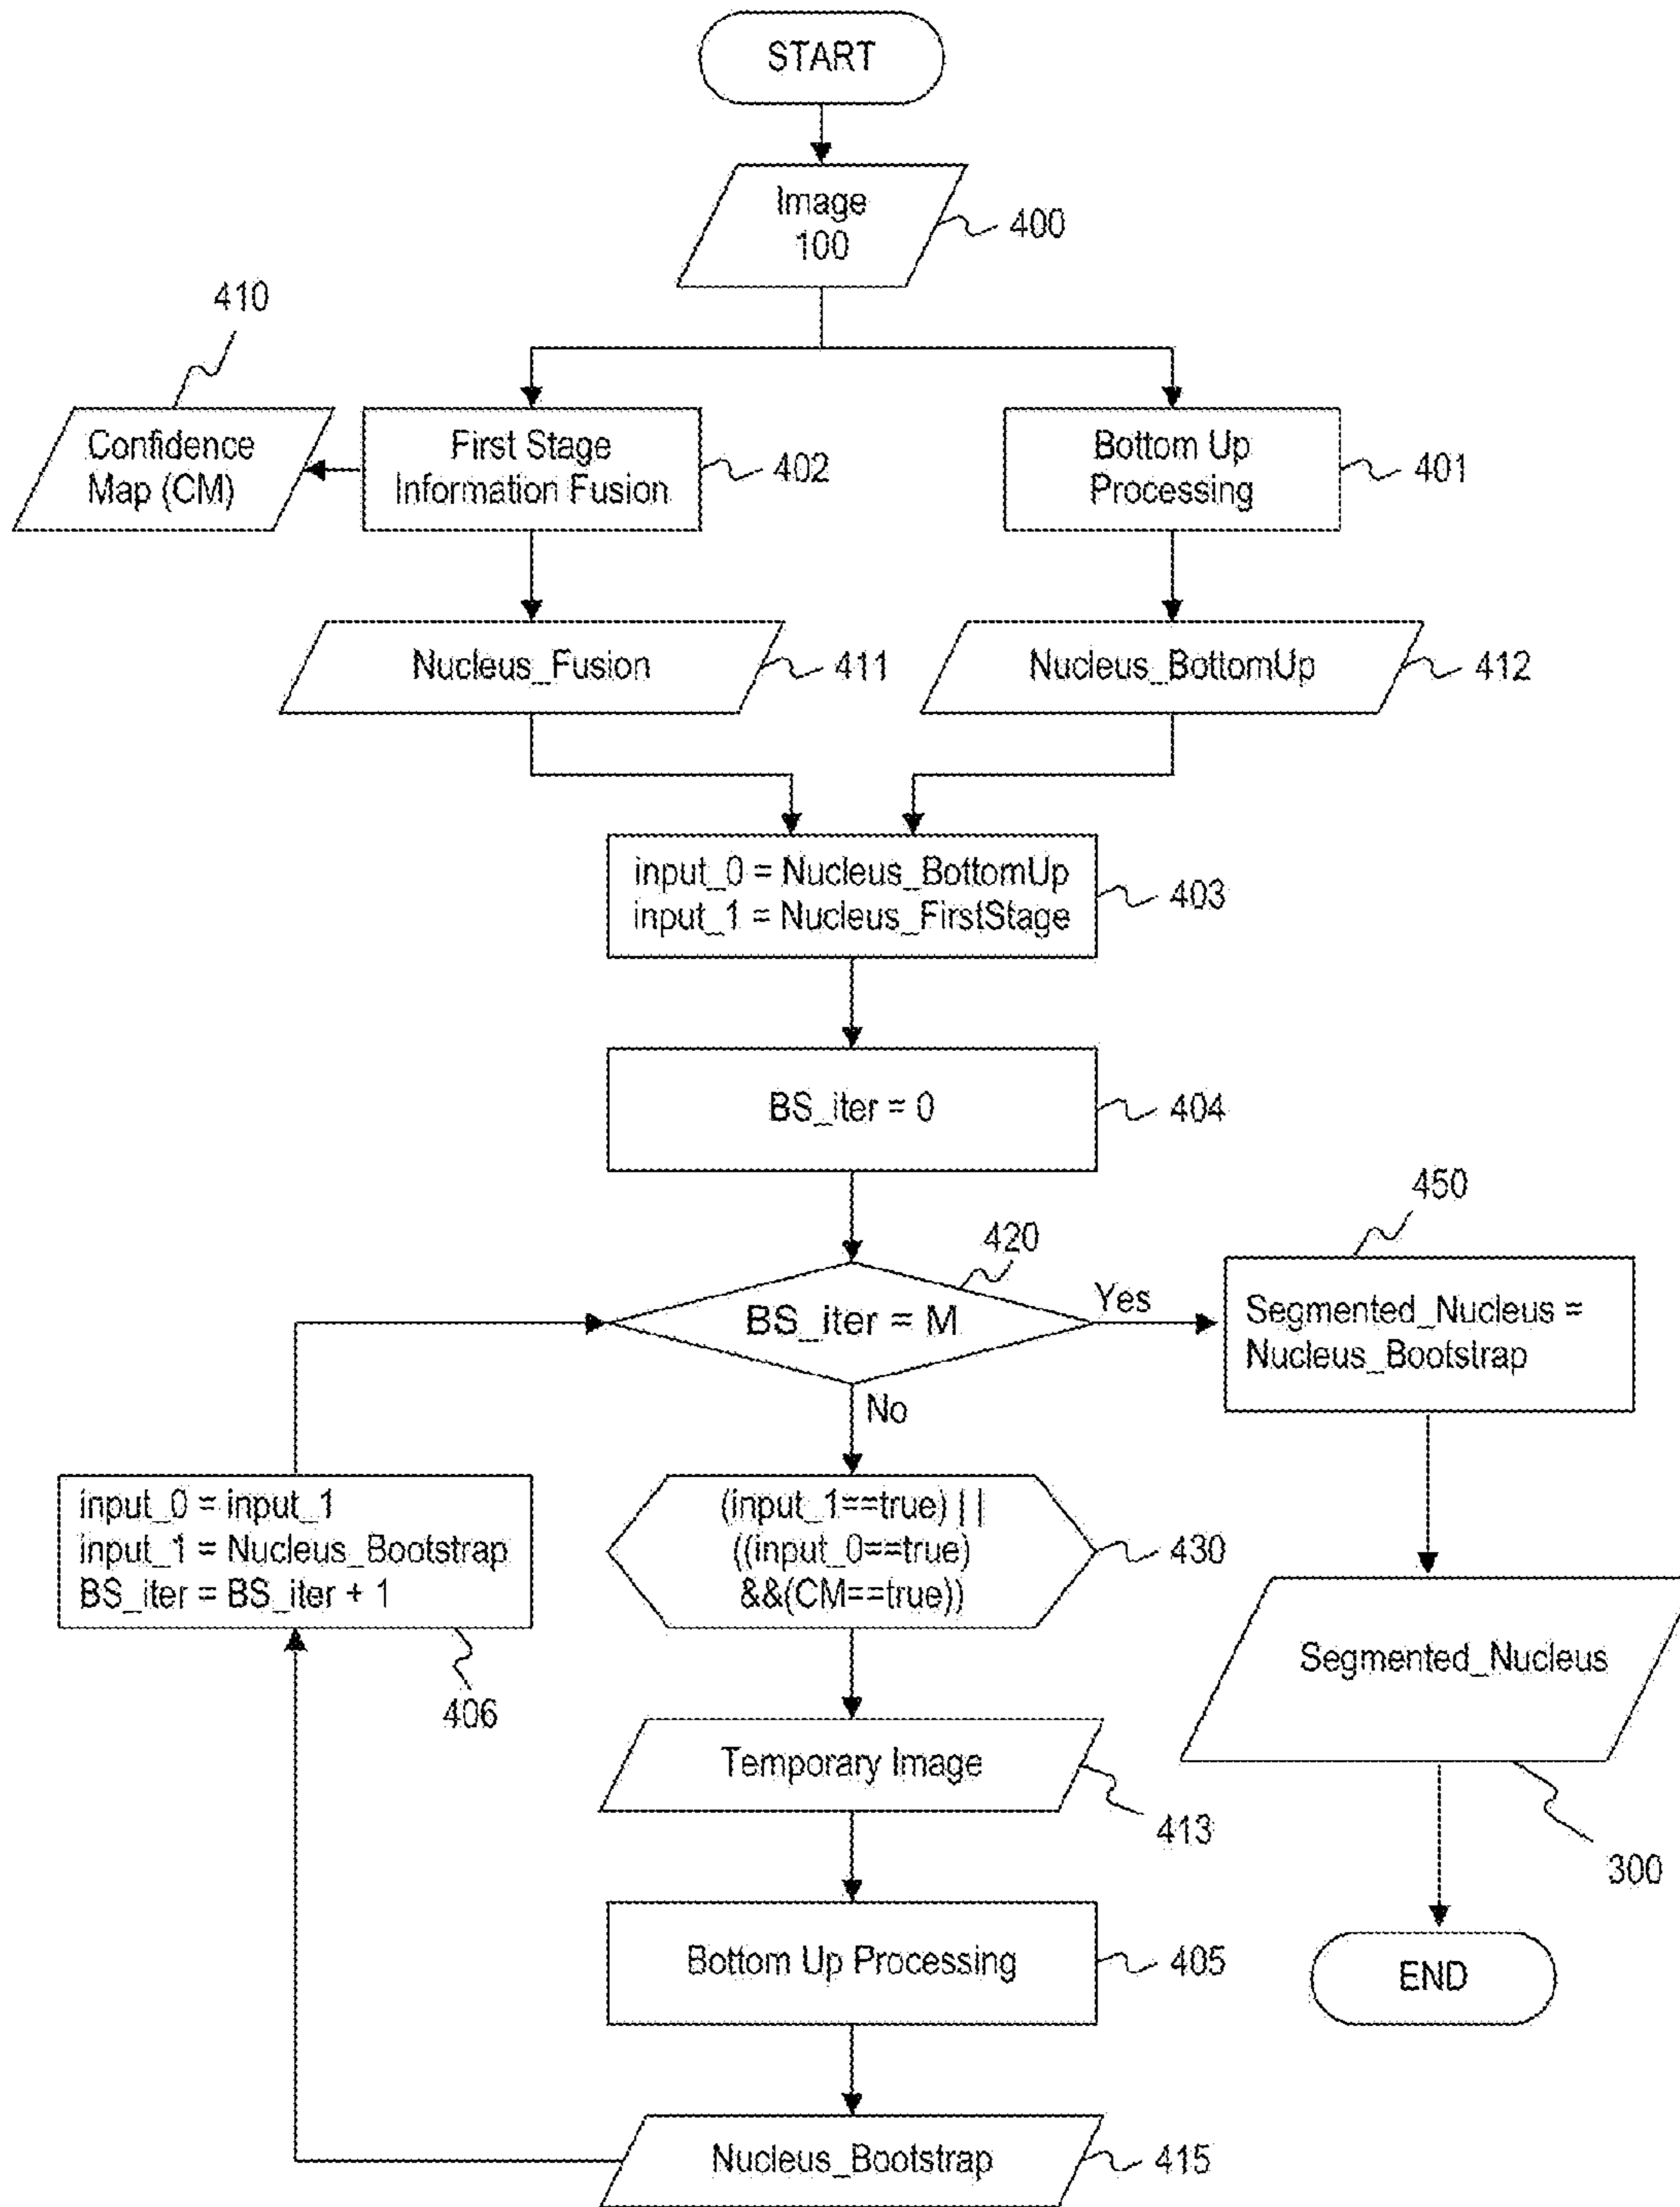 START
Image
100
400
410
Confidence
Map (CM)
First Stage
Information Fusion
402
Bottom Up
Processing
401
Nucleus_Fusion
411
Nucleus_BottomUp
412
input_0 = Nucleus_BottomUp
input_1 = Nucleus_FirstStage
403
BS_iter = 0
404
420
BS_iter = M
Yes
No
450
Segmented_Nucleus =
Nucleus_Bootstrap
input_0 = input_1
input_1 = Nucleus_Bootstrap
BS_iter = BS_iter + 1
406
(input_1==true) | |
((input_0==true)
&&(CM==true))
430
Segmented_Nucleus
300
Temporary Image
413
Bottom Up Processing
405
END
Nucleus_Bootstrap
415